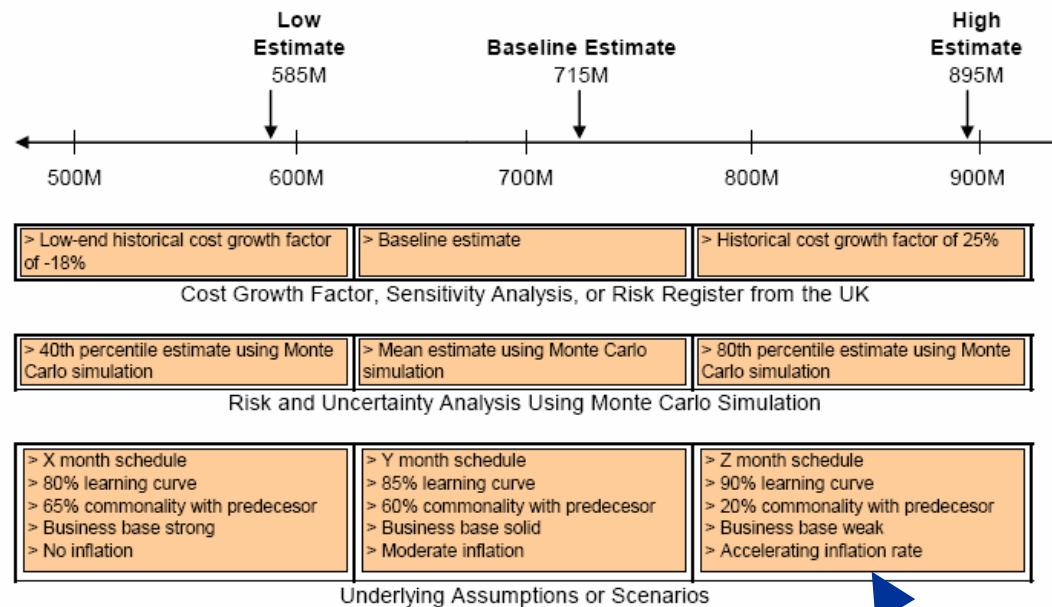 Low
Estimate
585M
Baseline Estimate
715M
High
Estimate
895M
500M
600M
700M
800M
900M
> Low-end historical cost growth factor
of -18%
> Baseline estimate
> Historical cost growth factor of 25%
Cost Growth Factor, Sensitivity Analysis, or Risk Register from the UK
> 40th percentile estimate using Monte
Carlo simulation
> Mean estimate using Monte Carlo
simulation
> 80th percentile estimate using Monte
Carlo simulation
Risk and Uncertainty Analysis Using Monte Carlo Simulation
> X month schedule
> 80% learning curve
> 65% commonality with predecesor
> Business base strong
> No inflation
> Y month schedule
> 85% learning curve
> 60% commonality with predecesor
> Business base solid
> Moderate inflation
> Z month schedule
> 90% learning curve
> 20% commonality with predecesor
> Business base weak
> Accelerating inflation rate
Underlying Assumptions or Scenarios